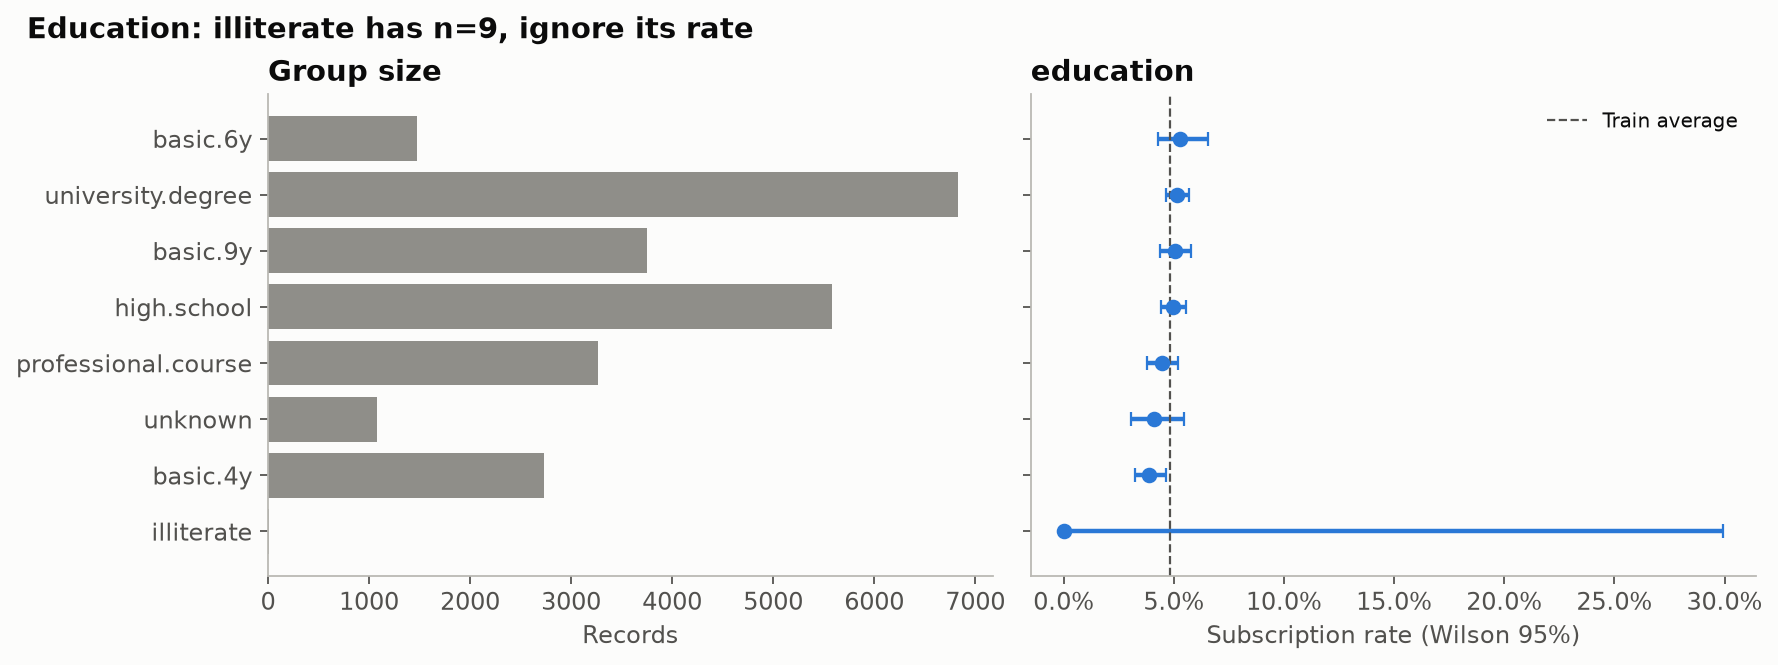 Education: illiterate has n=9, ignore its rate
Group size
basic.6y
university.degree
basic.9y
high.school
professional.course
unknown
basic.4y
illiterate
0 1000 2000 3000 4000 5000 6000 7000
Records
education
Train average
0.0% 5.0% 10.0% 15.0% 20.0% 25.0% 30.0%
Subscription rate (Wilson 95%)